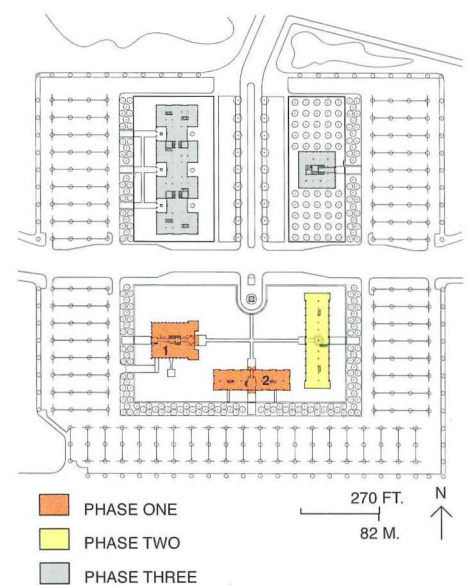 1
2
PHASE ONE
PHASE TWO
PHASE THREE
270 FT.
82 M.
N